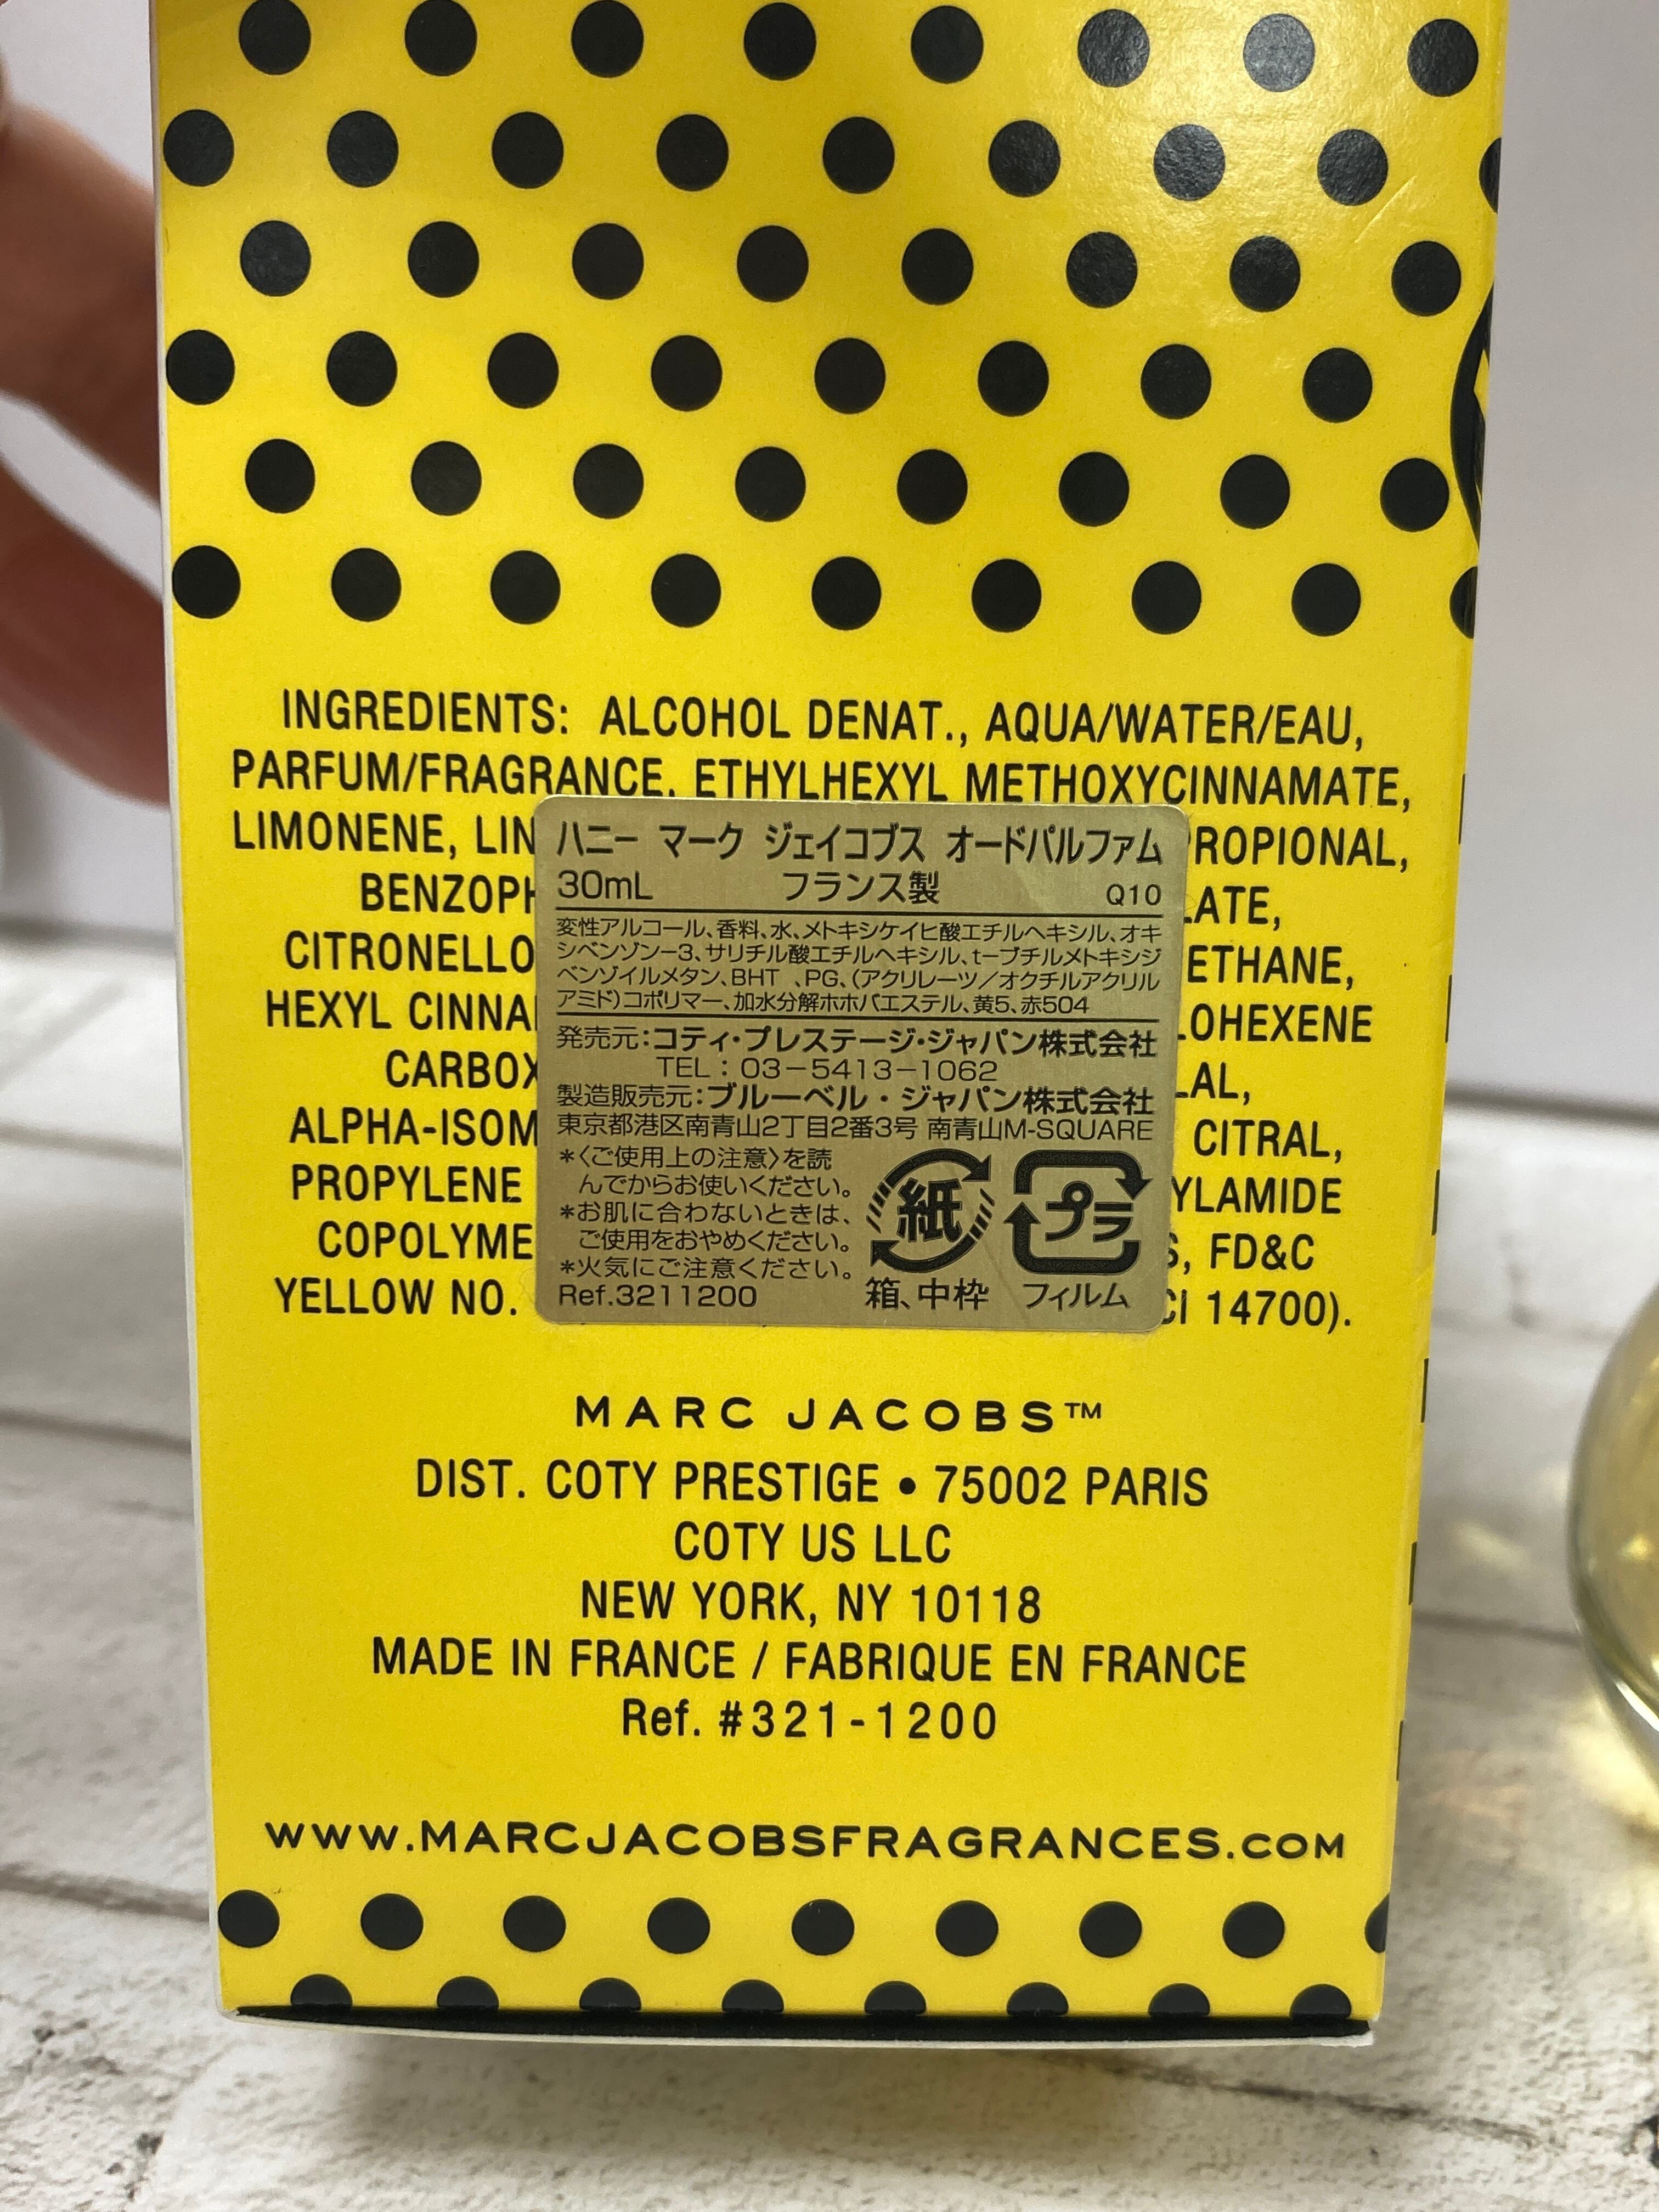 INGREDIENTS: ALCOHOL DENAT., AQUA/WATER/EAU,
PARFUM/FRAGRANCE, ETHYLHEXYL METHOXYCINNAMATE,
LIMONENE, LIN ROPIONAL,
BENZOPH LATE,
CITRONELLO ETHANE,
HEXYL CINNA LOHEXENE
CARBOX LAL,
ALPHA-ISOM CITRAL,
PROPYLENE YLAMIDE
COPOLYME S, FD&C
YELLOW NO. CI 14700).
ハニー マーク ジェイコブス オードパルファム
30mL フランス製 Q10
変性アルコール、香料、水、メトキシケイヒ酸エチルヘキシル、オキ
シベンゾン－3、サリチル酸エチルヘキシル、t－ブチルメトキシジ
ベンゾイルメタン、BHT 、PG、(アクリレーツ／オクチルアクリル
アミド)コポリマー、加水分解ホホバエステル、黄5、赤504
発売元：コティ・プレステージ・ジャパン株式会社
TEL：03－5413－1062
製造販売元：ブルーベル・ジャパン株式会社
東京都港区南青山2丁目2番3号 南青山M-SQUARE
*〈ご使用上の注意〉を読
んでからお使いください。
*お肌に合わないときは、
ご使用をおやめください。
*火気にご注意ください。
Ref.3211200
紙 プラ
箱、中枠 フィルム
MARC JACOBS™
DIST. COTY PRESTIGE • 75002 PARIS
COTY US LLC
NEW YORK, NY 10118
MADE IN FRANCE / FABRIQUE EN FRANCE
Ref. #321-1200
WWW.MARCJACOBSFRAGRANCES.COM